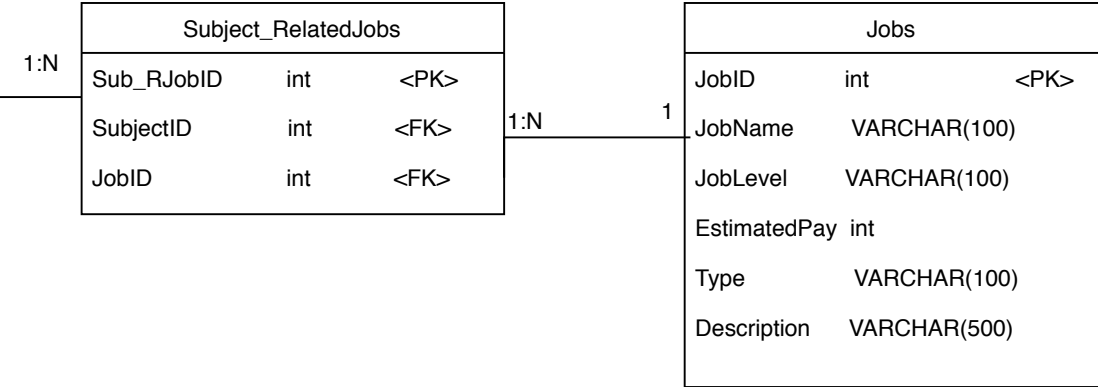 Subject_RelatedJobs
1:N
Sub_RJobID int <PK>
SubjectID int <FK>
JobID int <FK>
1:N
1
Jobs
JobID int <PK>
JobName VARCHAR(100)
JobLevel VARCHAR(100)
EstimatedPay int
Type VARCHAR(100)
Description VARCHAR(500)